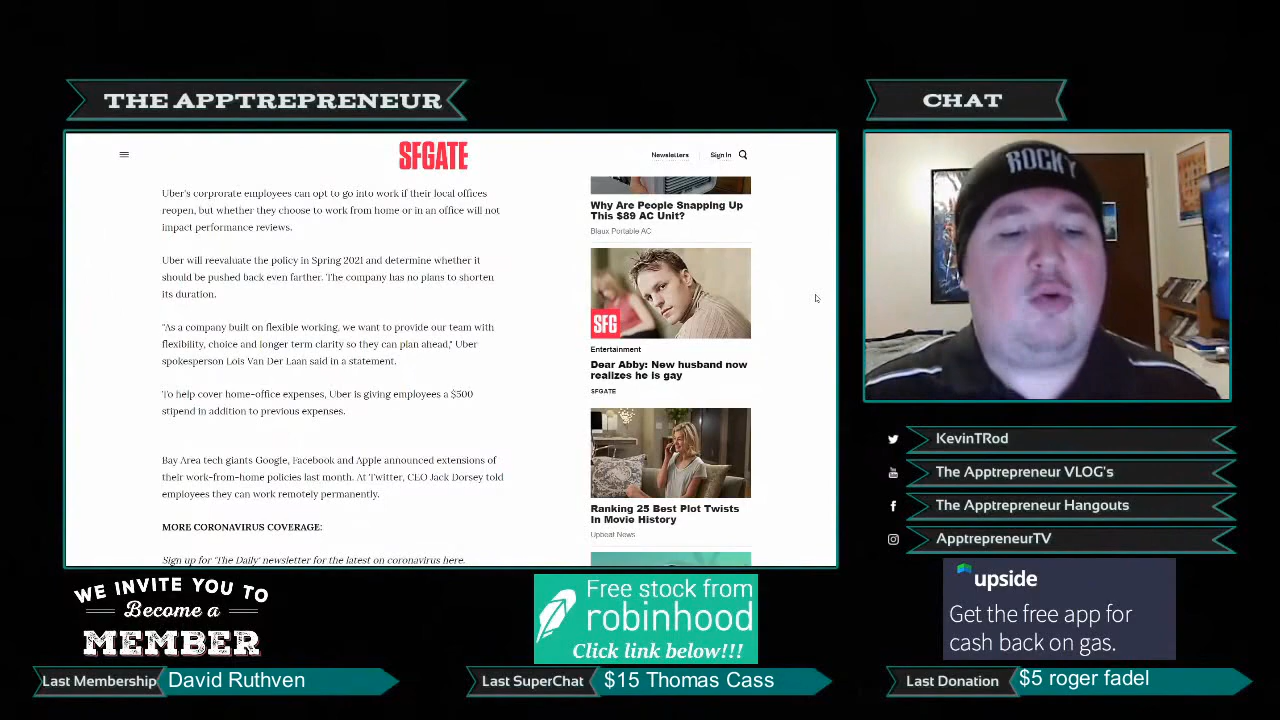 THE APPTREPRENEUR
CHAT
SFGATE
Newsletters
Sign In
Uber's corprorate employees can opt to go into work if their local offices
reopen, but whether they choose to work from home or in an office will not
impact performance reviews.
Uber will reevaluate the policy in Spring 2021 and determine whether it
should be pushed back even farther. The company has no plans to shorten
its duration.
"As a company built on flexible working, we want to provide our team with
flexibility, choice and longer term clarity so they can plan ahead," Uber
spokesperson Lois Van Der Laan said in a statement.
To help cover home-office expenses, Uber is giving employees a $500
stipend in addition to previous expenses.
Bay Area tech giants Google, Facebook and Apple announced extensions of
their work-from-home policies last month. At Twitter, CEO Jack Dorsey told
employees they can work remotely permanently.
MORE CORONAVIRUS COVERAGE:
Sign up for 'The Daily' newsletter for the latest on coronavirus here.
Why Are People Snapping Up
This $89 AC Unit?
Blaux Portable AC
SFG
Entertainment
Dear Abby: New husband now
realizes he is gay
SFGATE
Ranking 25 Best Plot Twists
In Movie History
Upbeat News
ROCKY
KevinTRod
The Apptrepreneur VLOG's
The Apptrepreneur Hangouts
ApptrepreneurTV
WE INVITE YOU TO
Become a
MEMBER
Free stock from
robinhood
Click link below!!!
upside
Get the free app for
cash back on gas.
Last Membership
David Ruthven
Last SuperChat
$15 Thomas Cass
Last Donation
$5 roger fadel